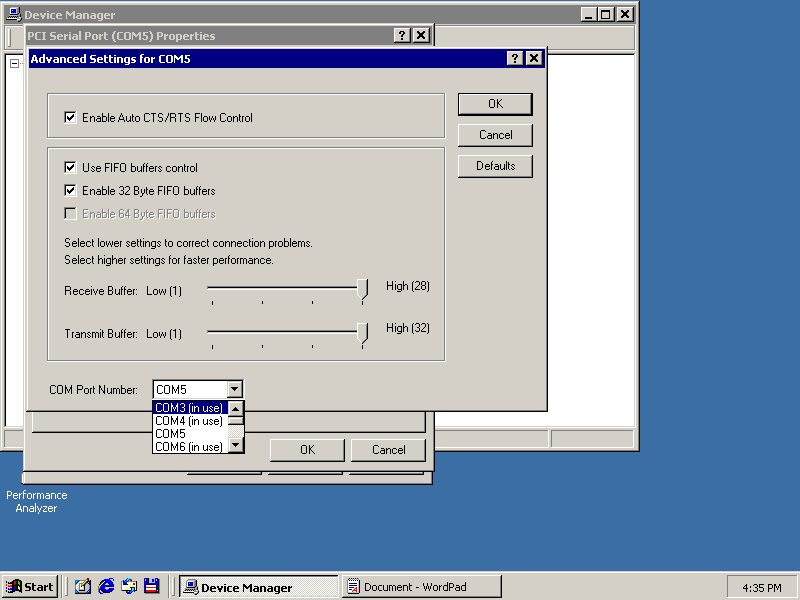 Device Manager
PCI Serial Port (COM5) Properties
Advanced Settings for COM5
Enable Auto CTS/RTS Flow Control
OK
Cancel
Defaults
Use FIFO buffers control
Enable 32 Byte FIFO buffers
Enable 64 Byte FIFO buffers
Select lower settings to correct connection problems.
Select higher settings for faster performance.
Receive Buffer: Low (1) High (28)
Transmit Buffer: Low (1) High (32)
COM Port Number: COM5
COM3 (in use)
COM4 (in use)
COM5
COM6 (in use)
OK Cancel
Performance
Analyzer
Start Device Manager Document - WordPad 4:35 PM